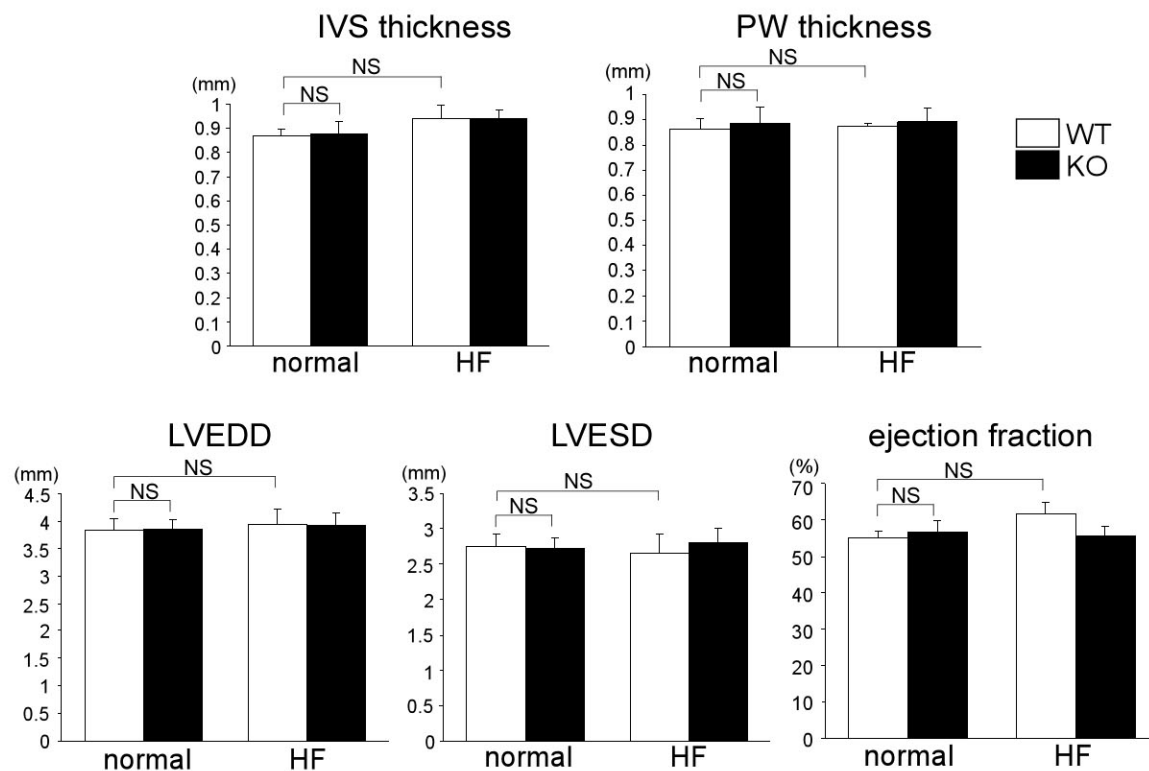 IVS thickness
(mm)
NS
NS
1
0.9
0.8
0.7
0.6
0.5
0.4
0.3
0.2
0.1
0
normal HF
PW thickness
(mm)
NS
NS
1
0.9
0.8
0.7
0.6
0.5
0.4
0.3
0.2
0.1
0
normal HF
WT
KO
LVEDD
(mm)
NS
NS
4.5
4
3.5
3
2.5
2
1.5
1
0.5
0
normal HF
LVESD
(mm)
NS
NS
3.5
3
2.5
2
1.5
1
0.5
0
normal HF
ejection fraction
(%)
NS
NS
70
60
50
40
30
20
10
0
normal HF